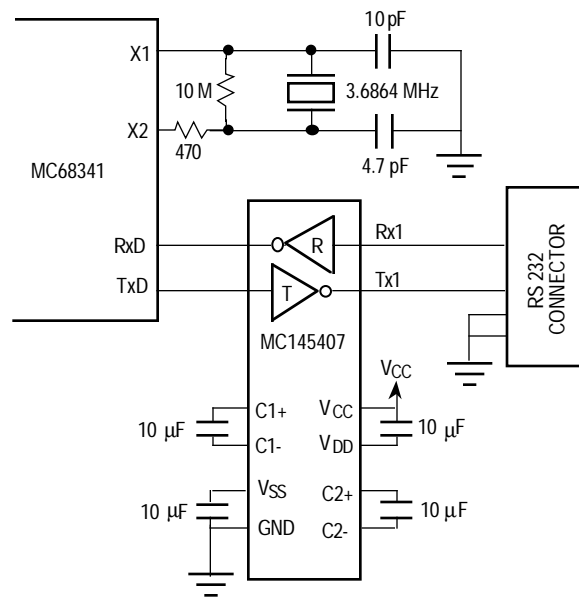 10 pF
X1
10 M
3.6864 MHz
X2
470
4.7 pF
MC68341
RxD
R
Rx1
TxD
T
Tx1
RS 232
CONNECTOR
MC145407
VCC
C1+
VCC
10 µF
10 µF
C1-
VDD
VSS
C2+
10 µF
10 µF
GND
C2-